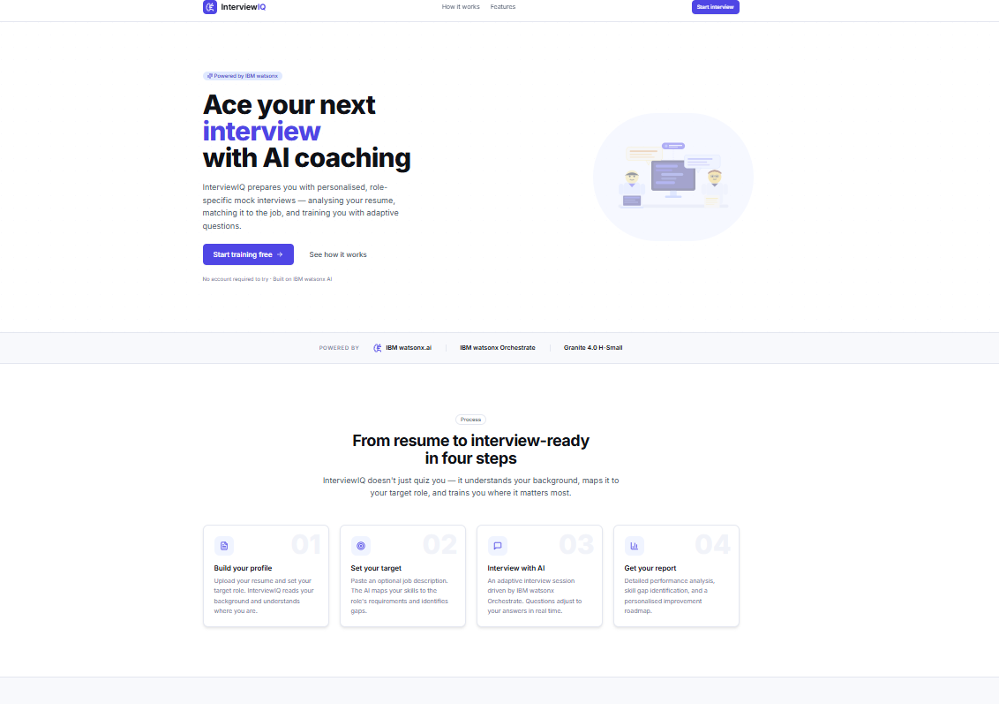 InterviewIQ
How it works
Features
Start interview
Powered by IBM watsonx
Ace your next
interview
with AI coaching
InterviewIQ prepares you with personalised, role-
specific mock interviews — analysing your resume,
matching it to the job, and training you with adaptive
questions.
Start training free →
See how it works
No account required to try · Built on IBM watsonx AI
POWERED BY
IBM watsonx.ai
IBM watsonx Orchestrate
Granite 4.0 H-Small
Process
From resume to interview-ready
in four steps
InterviewIQ doesn't just quiz you — it understands your background, maps it to
your target role, and trains you where it matters most.
01
Build your profile
Upload your resume and set your
target role. InterviewIQ reads your
background and understands
where you are.
02
Set your target
Paste an optional job description.
The AI maps your skills to the
role's requirements and identifies
gaps.
03
Interview with AI
An adaptive interview session
driven by IBM watsonx
Orchestrate. Questions adjust to
your answers in real time.
04
Get your report
Detailed performance analysis,
skill gap identification, and a
personalised improvement
roadmap.